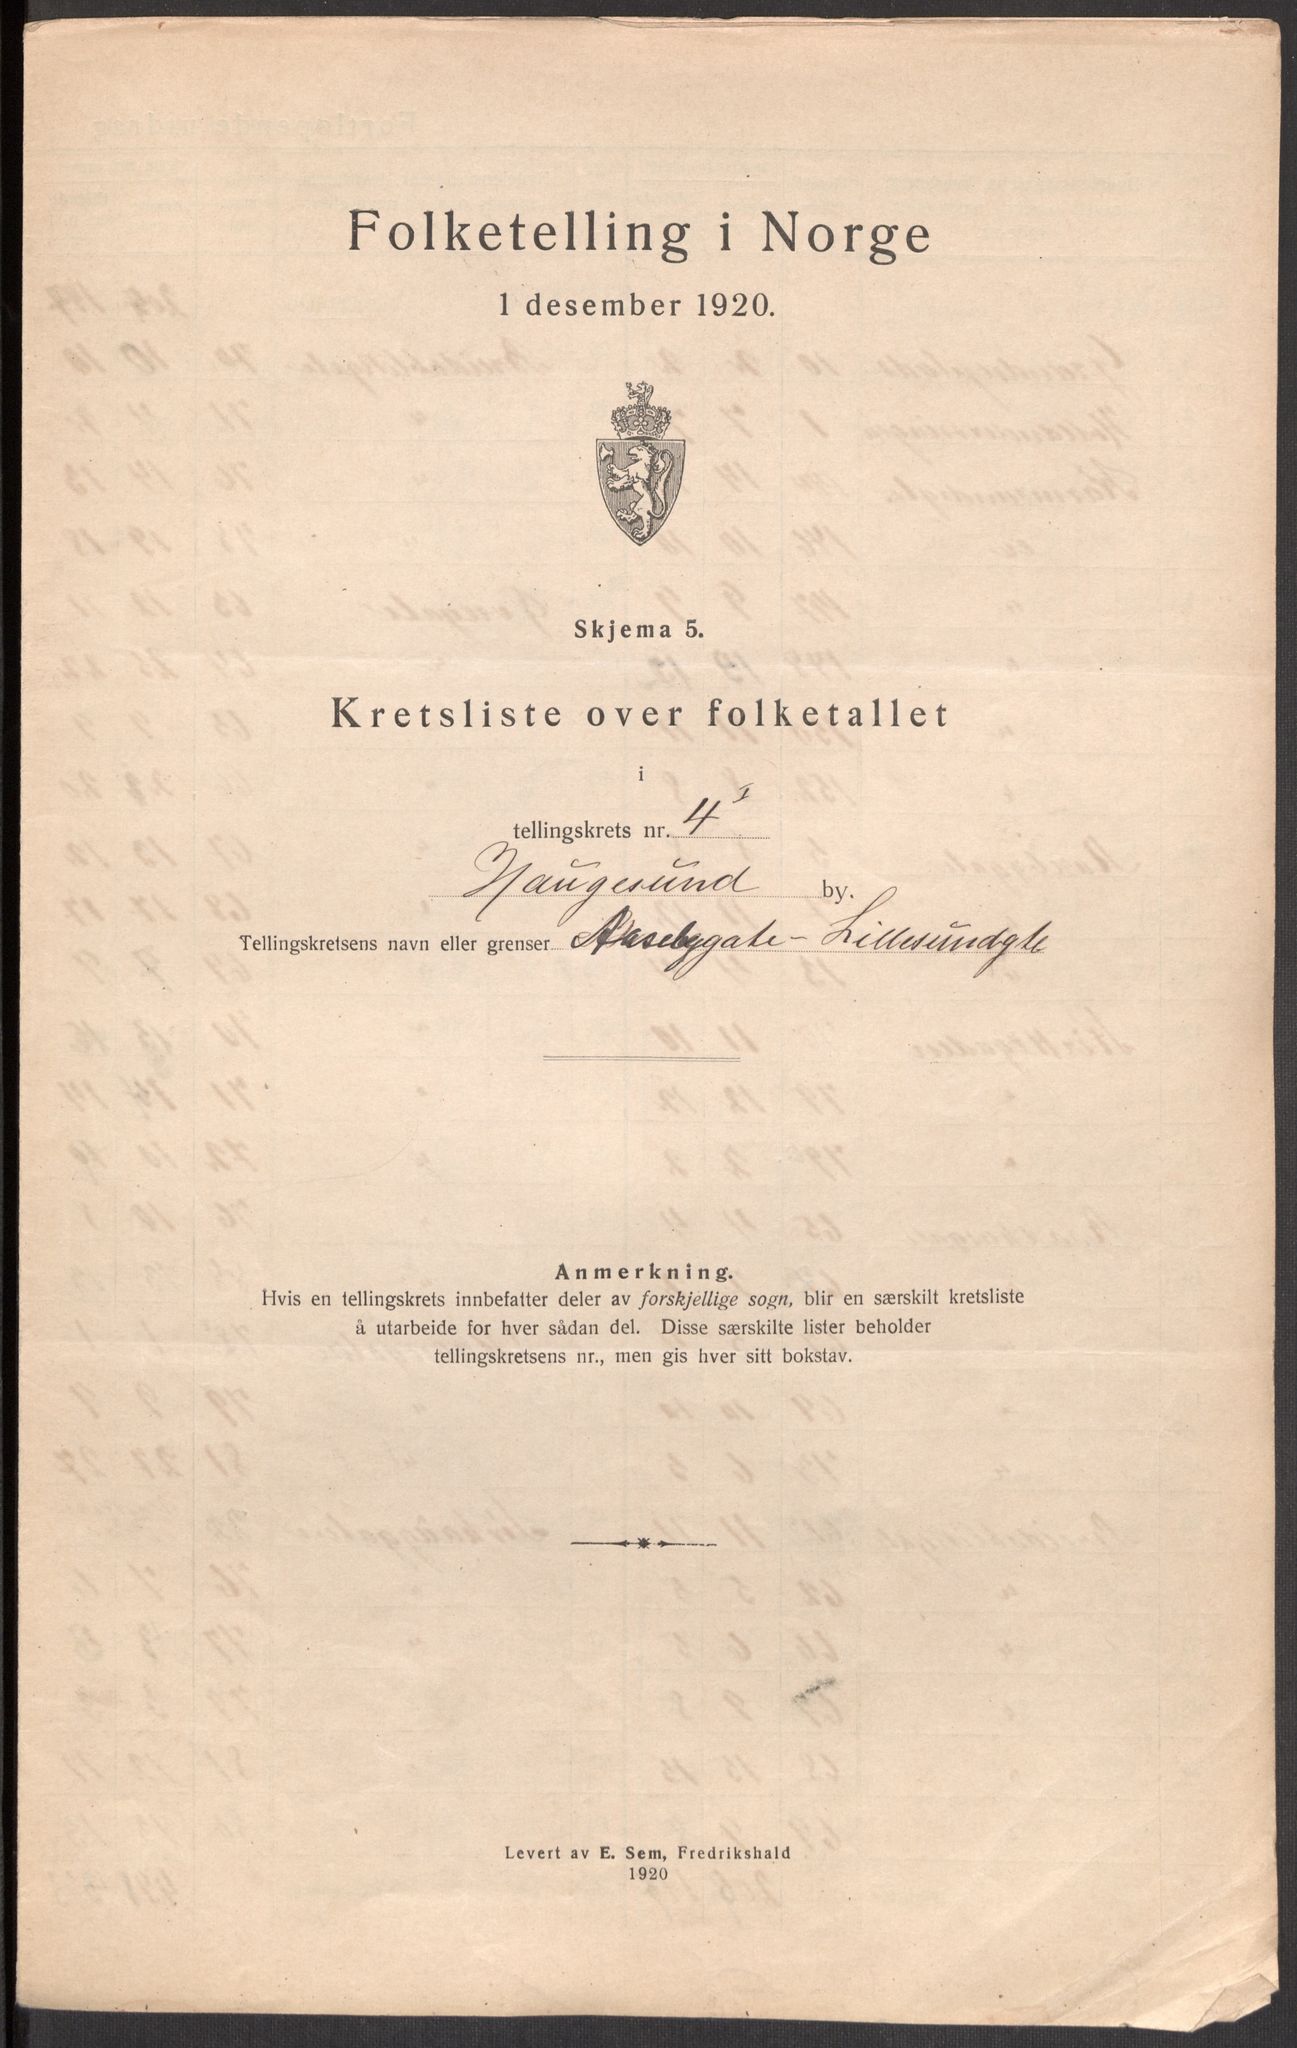 Folketelling i Norge
1 desember 1920.
Skjema 5.
Kretsliste over folketallet
i
tellingskrets nr. 4 I
Haugesund by.
Tellingskretsens navn eller grenser Aasebygate - Lillesundgt
Anmerkning.
Hvis en tellingskrets innbefatter deler av forskjellige sogn, blir en særskilt kretsliste
å utarbeide for hver sådan del. Disse særskilte lister beholder
tellingskretsens nr., men gis hver sitt bokstav.
Levert av E. Sem, Fredrikshald
1920